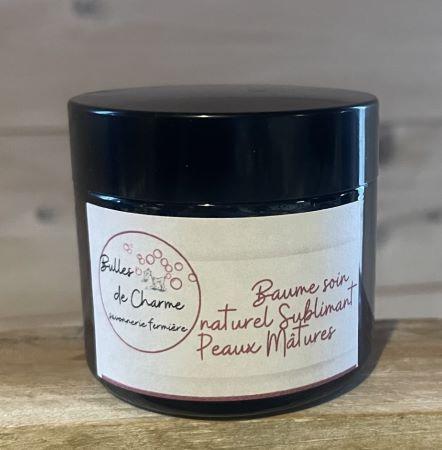 Bulles
de Charme
savonnerie fermière
Baume soin
naturel Sublimant
Peaux Mâtures